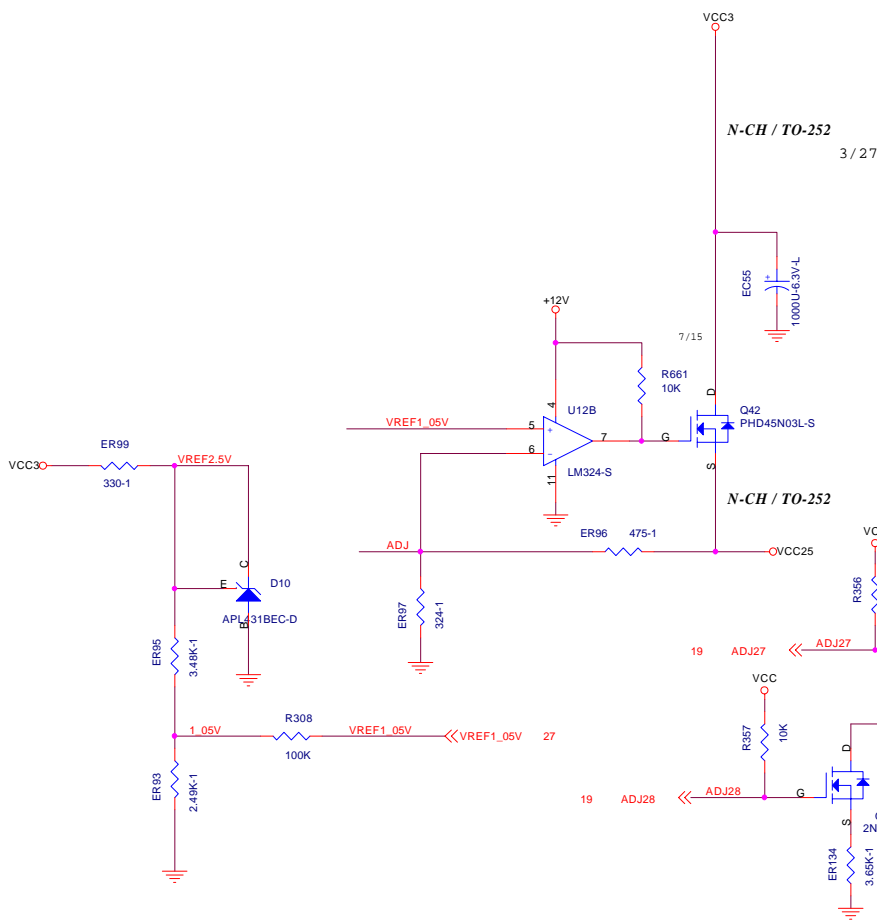 VCC3
N-CH / TO-252
3/27
EC55
1000U-6.3V-L
+
+12V
7/15
R661
10K
D
4
U12B
Q42
PHD45N03L-S
VREF1_05V
5
+
7
G
6
-
LM324-S
11
S
ER99
VCC3
VREF2.5V
330-1
N-CH / TO-252
ER96
475-1
ADJ
VCC25
VC
C
E
D10
APL431BEC-D
B
ER97
324-1
R356
ER95
3.48K-1
19
ADJ27
ADJ27
VCC
R308
1_05V
VREF1_05V
VREF1_05V
27
100K
R357
10K
D
ER93
2.49K-1
19
ADJ28
ADJ28
G
S
2N
ER134
3.65K-1